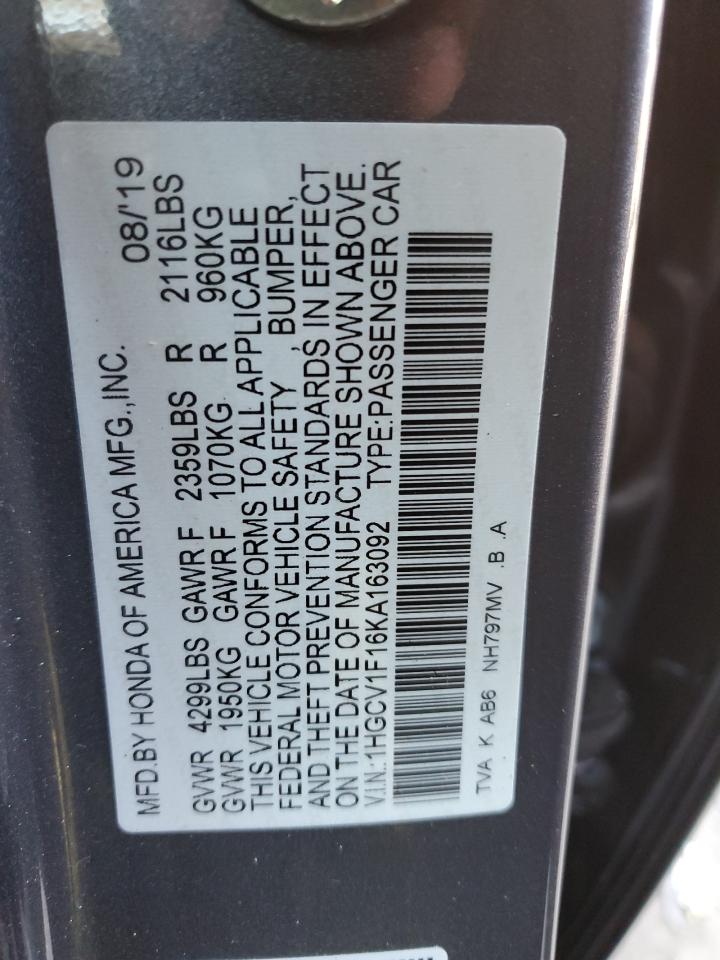 MFD.BY HONDA OF AMERICA MFG.,INC. 08/'19
GVWR 4299LBS GAWR F 2359LBS R 2116LBS
GVWR 1950KG GAWR F 1070KG R 960KG
THIS VEHICLE CONFORMS TO ALL APPLICABLE
FEDERAL MOTOR VEHICLE SAFETY , BUMPER,
AND THEFT PREVENTION STANDARDS IN EFFECT
ON THE DATE OF MANUFACTURE SHOWN ABOVE.
V.I.N.:1HGCV1F16KA163092 TYPE:PASSENGER CAR
TVA K AB6 NH797MV .B .A